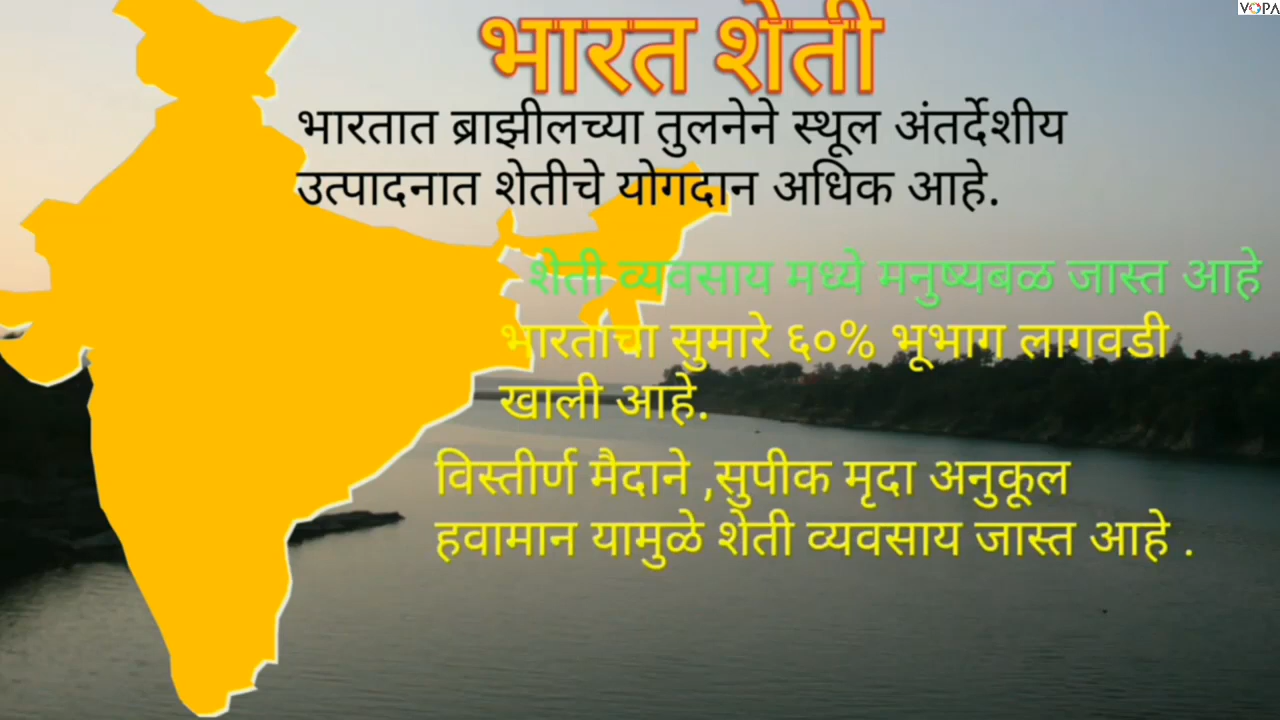 VOPA
भारत शेती
भारतात ब्राझीलच्या तुलनेने स्थूल अंतर्देशीय
उत्पादनात शेतीचे योगदान अधिक आहे.
शेती व्यवसाय मध्ये मनुष्यबळ जास्त आहे
भारताचा सुमारे ६०% भूभाग लागवडी
खाली आहे.
विस्तीर्ण मैदाने ,सुपीक मृदा अनुकूल
हवामान यामुळे शेती व्यवसाय जास्त आहे .